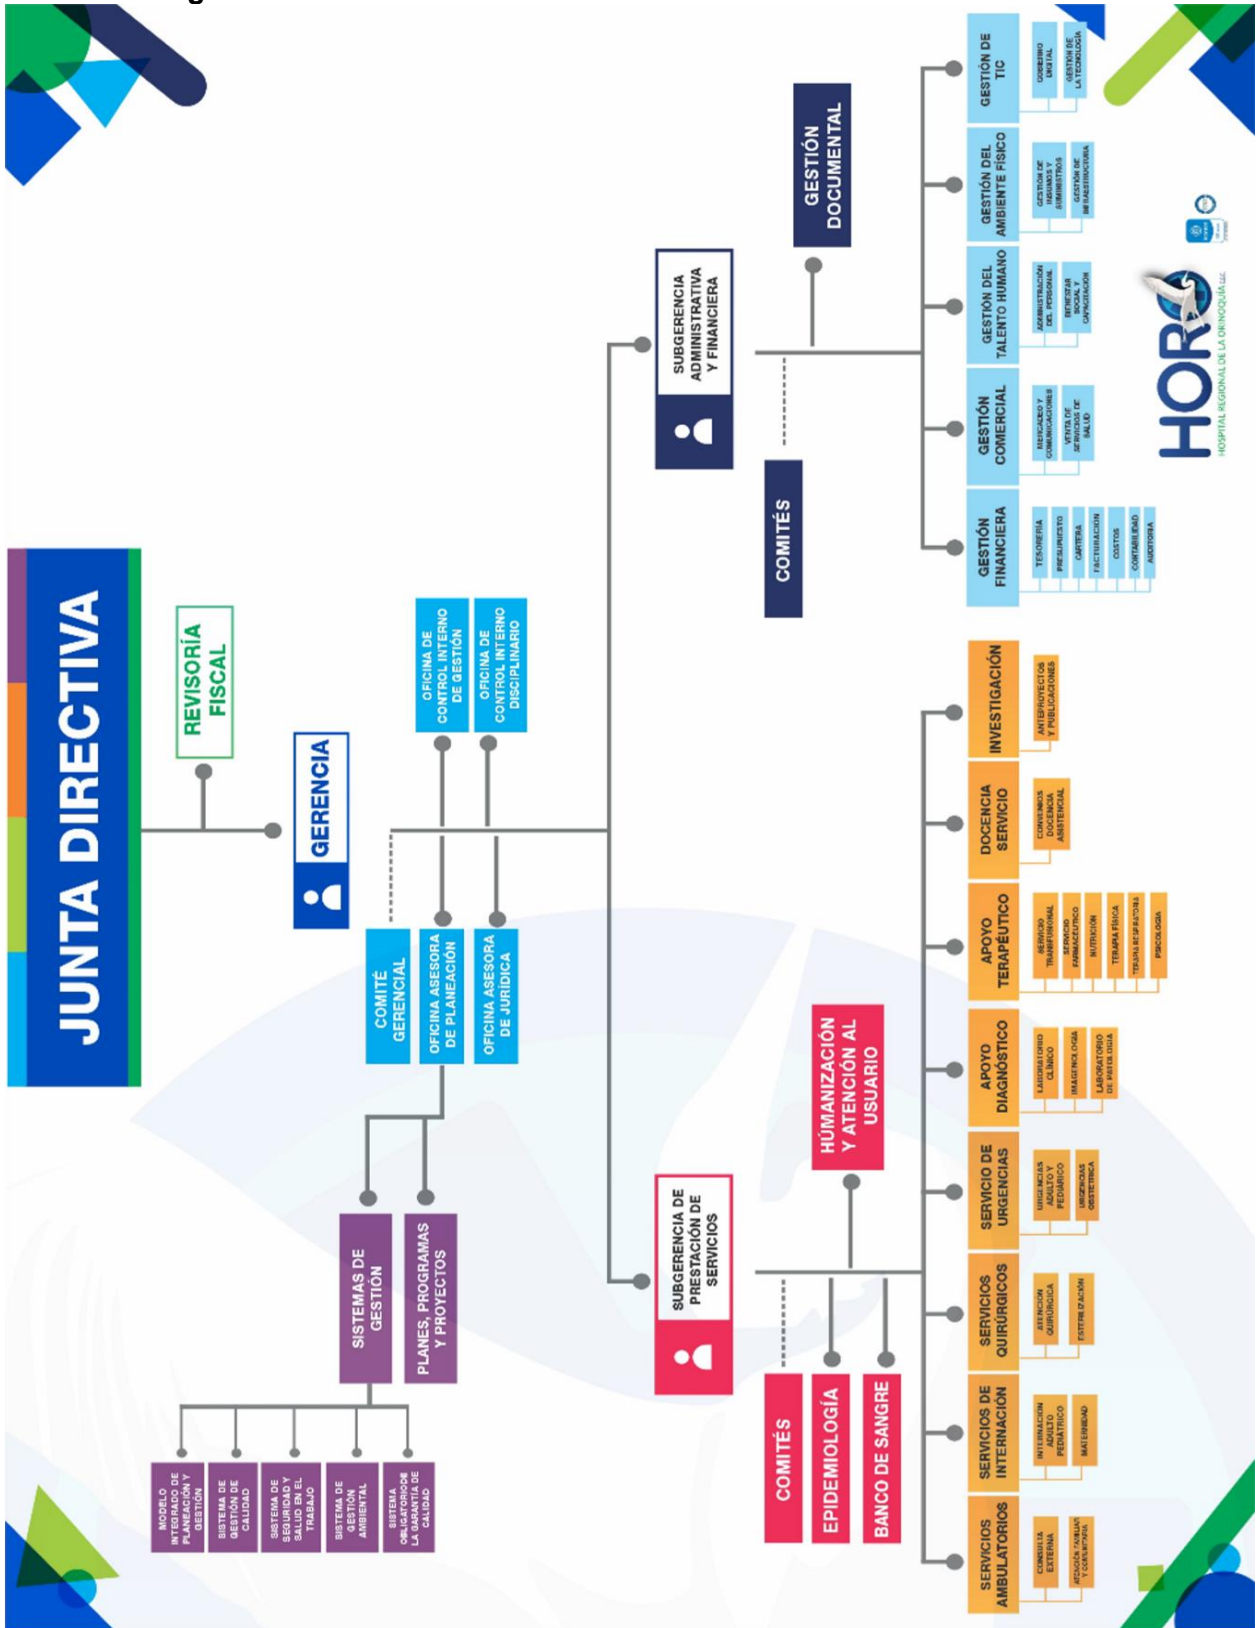 JUNTA DIRECTIVA
REVISORÍA
FISCAL
GERENCIA
COMITÉ
GERENCIAL
OFICINA ASESORA
DE PLANEACIÓN
OFICINA DE
CONTROL INTERNO
DE GESTIÓN
OFICINA ASESORA
DE JURÍDICA
OFICINA DE
CONTROL INTERNO
DISCIPLINARIO
SISTEMAS DE
GESTIÓN
PLANES, PROGRAMAS
Y PROYECTOS
MODELO
INTEGRADO DE
PLANEACIÓN Y
GESTIÓN
SISTEMA DE
GESTIÓN DE
CALIDAD
SISTEMA DE
SEGURIDAD Y
SALUD EN EL
TRABAJO
SISTEMA DE
GESTIÓN
AMBIENTAL
SISTEMA
OBLIGATORIODE
LA GARANTÍA DE
CALIDAD
SUBGERENCIA DE
PRESTACIÓN DE
SERVICIOS
COMITÉS
EPIDEMIOLOGÍA
BANCO DE SANGRE
HÚMANIZACIÓN
Y ATENCIÓN AL
USUARIO
SERVICIOS
AMBULATORIOS
CONSULTA
EXTERNA
ATENCIÓN FAMILIAR
Y COMUNITARIA
SERVICIOS DE
INTERNACIÓN
INTERNACIÓN
ADULTO
PEDIÁTRICO
MATERNIDAD
SERVICIOS
QUIRÚRGICOS
ATENCIÓN
QUIRÚRGICA
ESTERILIZACIÓN
SERVICIO DE
URGENCIAS
URGENCIAS
ADULTO Y
PEDIÁRICO
URGENCIAS
OBSTÉTRICA
APOYO
DIAGNÓSTICO
LABORATORIO
CLÍNICO
IMAGENOLOGIA
LABORATORIO
DE PATOLOGIA
APOYO
TERAPÉUTICO
SERVICIO
TRANSFUSIONAL
SERVICIO
FARMACÉUTICO
NUTRICIÓN
TERAPIA FÍSICA
TERAPIA RESPIRATORIA
PSICOLOGIA
DOCENCIA
SERVICIO
CONVENIOS
DOCENCIA
ASISTENCIAL
INVESTIGACIÓN
ANTEPROYECTOS
Y PUBLICACIONES
SUBGERENCIA
ADMINISTRATIVA
Y FINANCIERA
COMITÉS
GESTIÓN
DOCUMENTAL
GESTIÓN
FINANCIERA
TESORERÍA
PRESUPUESTO
CARTERA
FACTURACIÓN
COSTOS
CONTABILIDAD
AUDITORIA
GESTIÓN
COMERCIAL
MERCADEO Y
COMUNICACIONES
VENTA DE
SERVICIOS DE
SALUD
GESTIÓN DEL
TALENTO HUMANO
ADMINISTRACIÓN
DEL PERSONAL
BIENESTAR
SOCIAL Y
CAPACITACIÓN
GESTIÓN DEL
AMBIENTE FÍSICO
GESTIÓN DE
INSUMOS Y
SUMINISTROS
GESTIÓN DE
INFRAESTRUCTURA
GESTIÓN DE
TIC
GOBIERNO
DIGITAL
GESTIÓN DE
LA TECNOLOGÍA
HORO
HOSPITAL REGIONAL DE LA ORINOQUÍA